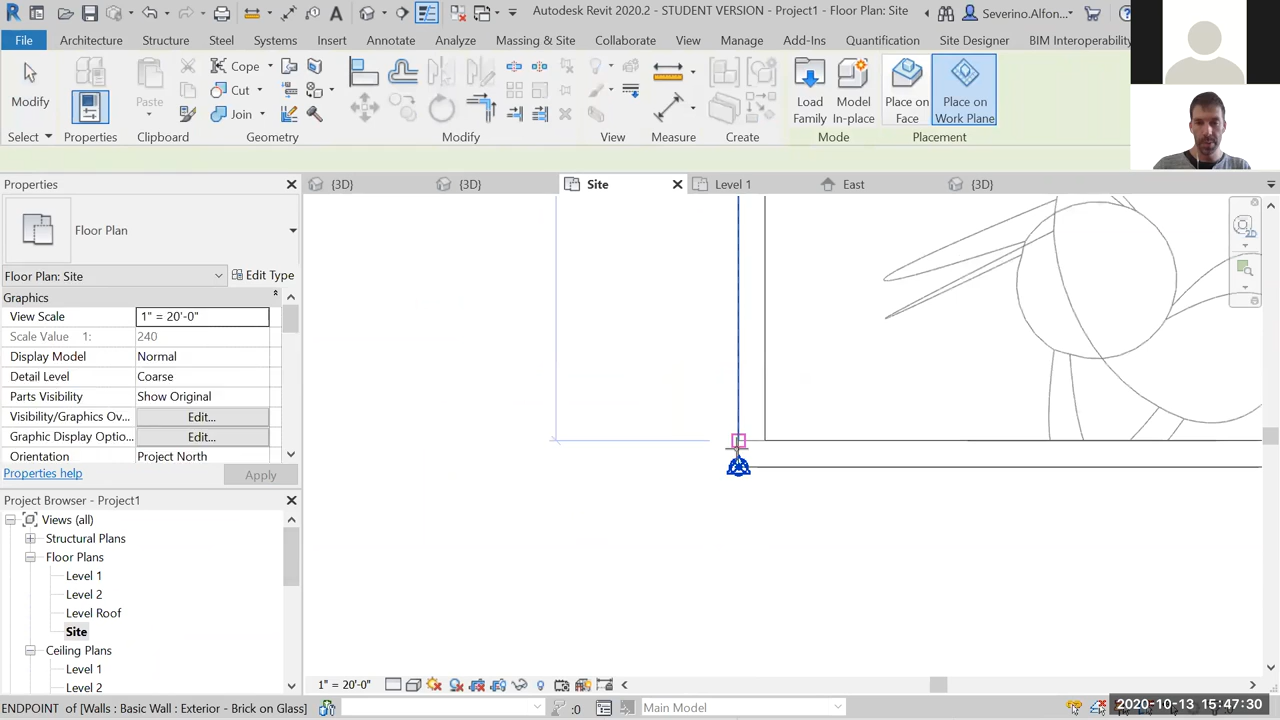 Autodesk Revit 2020.2 - STUDENT VERSION - Project1 - Floor Plan: Site
Severino.Alfon...
File Architecture Structure Steel Systems Insert Annotate Analyze Massing & Site Collaborate View Manage Add-Ins Quantification Site Designer BIM Interoperability
Modify
Select
Properties
Paste
Clipboard
Cope
Cut
Join
Geometry
Modify
View
Measure
Create
Load Family
Model In-place
Mode
Place on Face
Place on Work Plane
Placement
Properties
(3D)
(3D)
Site
Level 1
East
(3D)
Floor Plan
Floor Plan: Site
Edit Type
Graphics
View Scale 1" = 20'-0"
Scale Value 1: 240
Display Model Normal
Detail Level Coarse
Parts Visibility Show Original
Visibility/Graphics Ov... Edit...
Graphic Display Optio... Edit...
Orientation Project North
Properties help
Apply
Project Browser - Project1
Views (all)
Structural Plans
Floor Plans
Level 1
Level 2
Level Roof
Site
Ceiling Plans
Level 1
Level 2
2D
1" = 20'-0"
ENDPOINT of [Walls : Basic Wall : Exterior - Brick on Glass]
:0
Main Model
2020-10-13 15:47:30